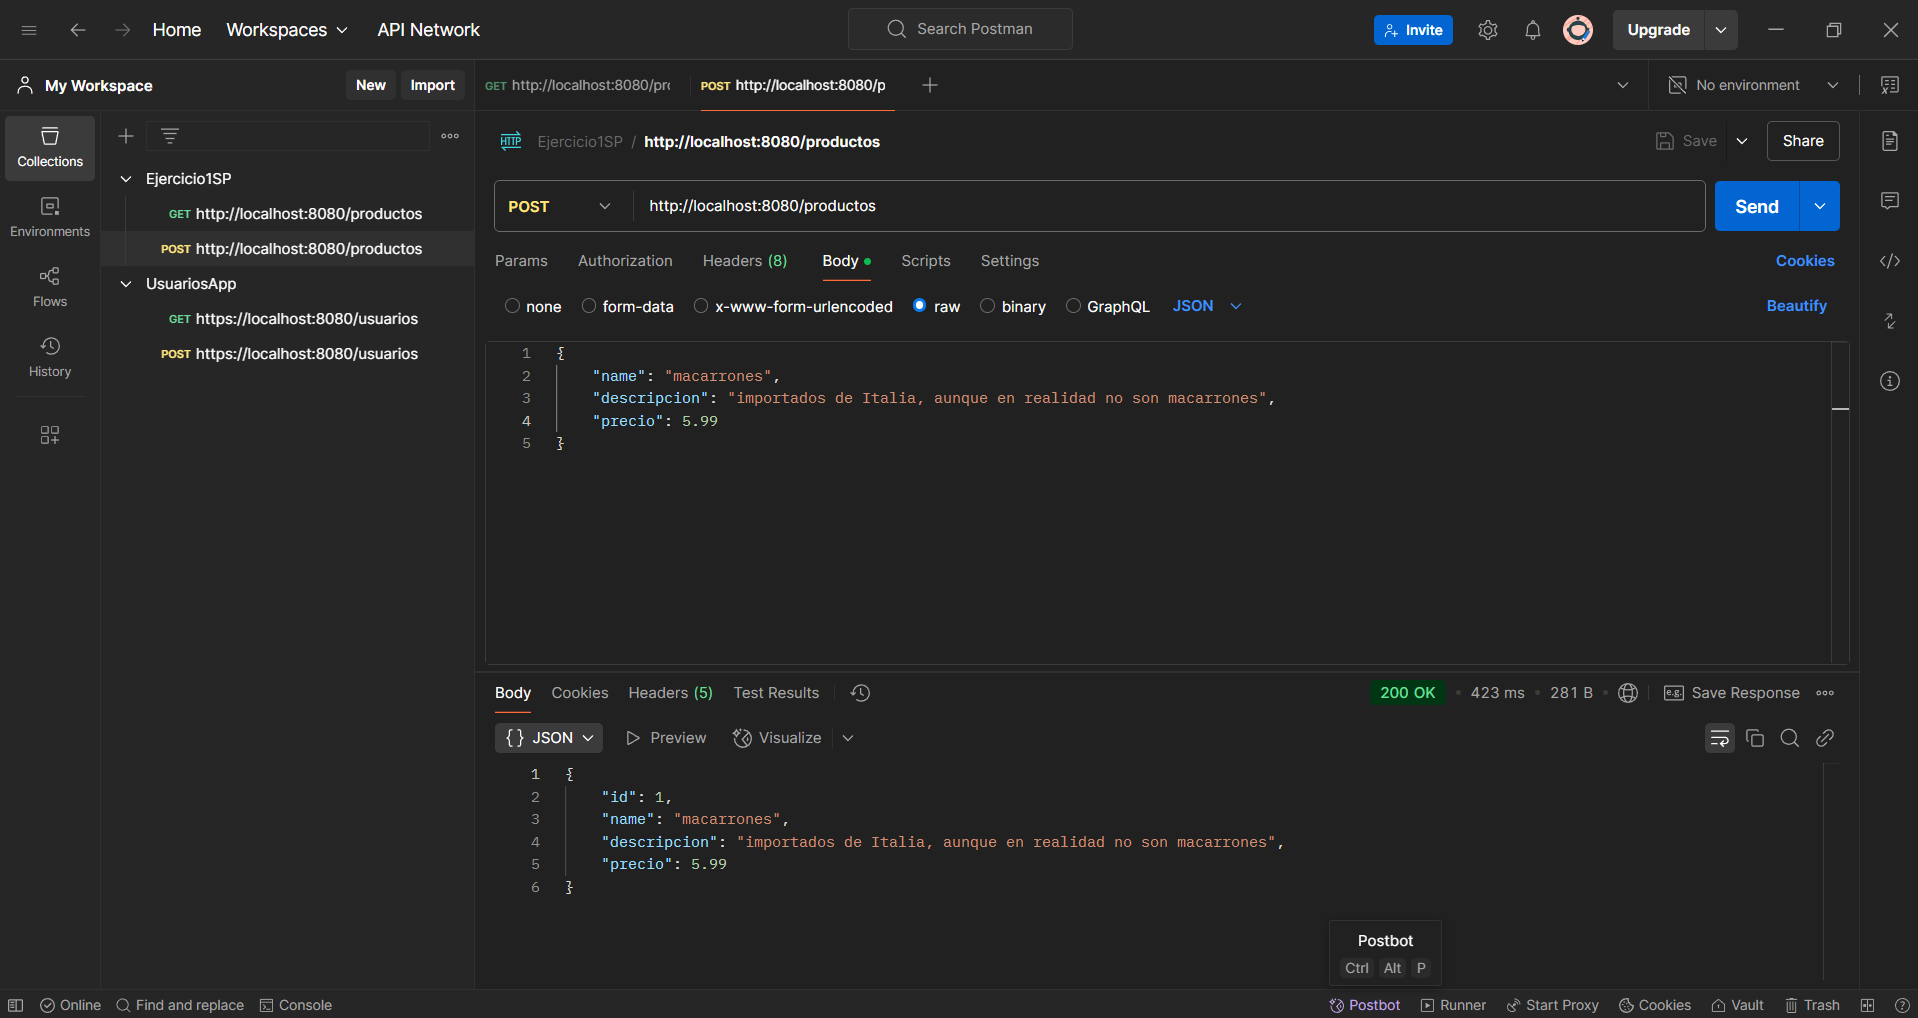 Home Workspaces API Network Search Postman Invite Upgrade
My Workspace New Import GET http://localhost:8080/pro POST http://localhost:8080/p No environment
Collections
Environments
Flows
History
Ejercicio1SP
GET http://localhost:8080/productos
POST http://localhost:8080/productos
UsuariosApp
GET https://localhost:8080/usuarios
POST https://localhost:8080/usuarios
HTTP Ejercicio1SP / http://localhost:8080/productos Save Share
POST http://localhost:8080/productos Send
Params Authorization Headers (8) Body Scripts Settings Cookies
none form-data x-www-form-urlencoded raw binary GraphQL JSON Beautify
1 {
2 "name": "macarrones",
3 "descripcion": "importados de Italia, aunque en realidad no son macarrones",
4 "precio": 5.99
5 }
Body Cookies Headers (5) Test Results 200 OK • 423 ms • 281 B • e.g. Save Response
{} JSON Preview Visualize
1 {
2 "id": 1,
3 "name": "macarrones",
4 "descripcion": "importados de Italia, aunque en realidad no son macarrones",
5 "precio": 5.99
6 }
Postbot
Ctrl Alt P
Online Find and replace Console Postbot Runner Start Proxy Cookies Vault Trash